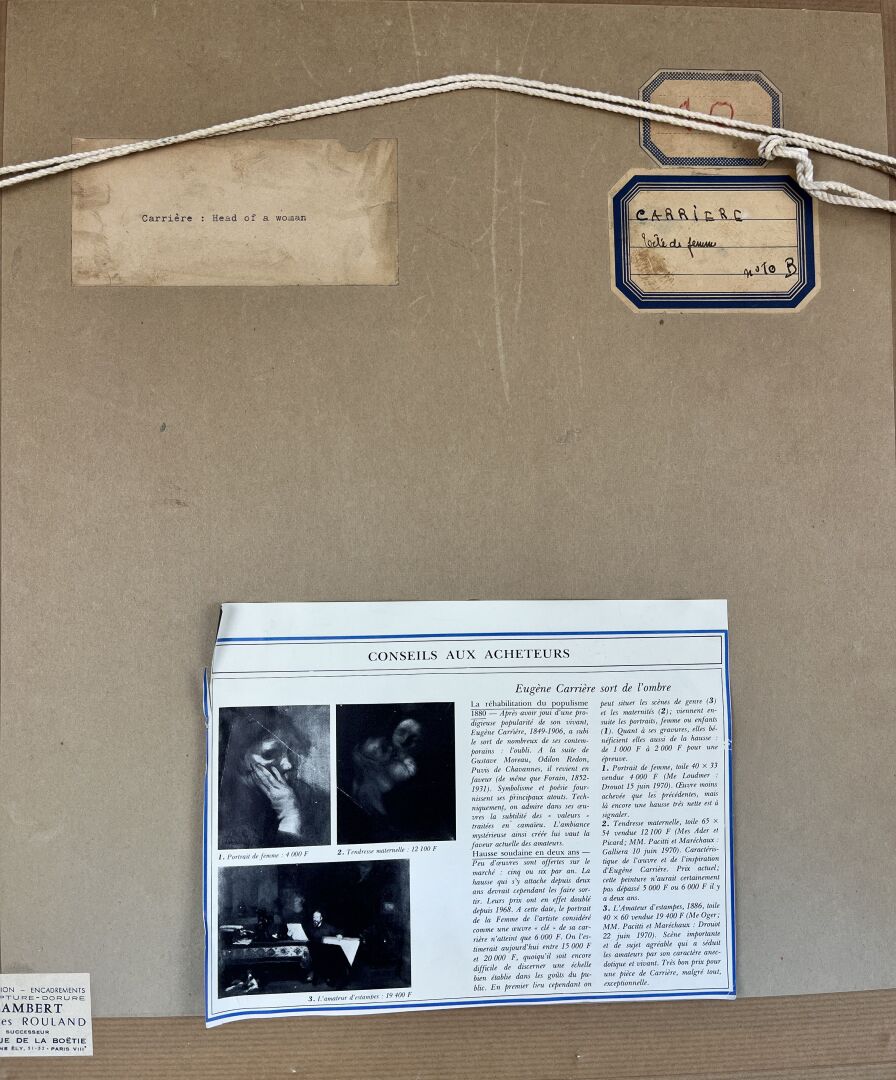 10
Carrière : Head of a woman
CARRIERE
Tête de femme
n° 10 B
CONSEILS AUX ACHETEURS
Eugène Carrière sort de l'ombre
La réhabilitation du populisme
1880 — Après avoir joui d'une pro-
digieuse popularité de son vivant,
Eugène Carrière, 1849-1906, a subi
le sort de nombreux de ses contem-
porains : l'oubli. A la suite de
Gustave Moreau, Odilon Redon,
Puvis de Chavannes, il revient en
faveur (de même que Forain, 1852-
1931). Symbolisme et poésie four-
nissent ses principaux atouts. Tech-
niquement, on admire dans ses œu-
vres la subtilité des « valeurs »
traitées en camaïeu. L'ambiance
mystérieuse ainsi créée lui vaut la
faveur actuelle des amateurs.
Hausse soudaine en deux ans —
Peu d'œuvres sont offertes sur le
marché : cinq ou six par an. La
hausse qui s'y attache depuis deux
ans devrait cependant les faire sor-
tir. Leurs prix ont en effet doublé
depuis 1968. A cette date, le portrait
de la Femme de l'artiste considéré
comme une œuvre « clé » de sa car-
rière n'atteint que 6 000 F. On l'es-
timerait aujourd'hui entre 15 000 F
et 20 000 F, quoiqu'il soit encore
difficile de discerner une échelle
bien établie dans les goûts du pu-
blic. En premier lieu cependant on
peut situer les scènes de genre (3)
et les maternités (2) ; viennent en-
suite les portraits, femme ou enfants
(1). Quant à ses gravures, elles bé-
néficient elles aussi de la hausse :
de 1 000 F à 2 000 F pour une
épreuve.
1. Portrait de femme, toile 40 × 33
vendue 4 000 F (Me Loudmer :
Drouot 15 juin 1970). Œuvre moins
achevée que les précédentes, mais
là encore une hausse très nette est à
signaler.
2. Tendresse maternelle, toile 65 ×
54 vendue 12 100 F (Mes Ader et
Picard ; MM. Pacitti et Maréchaux :
Galliera 10 juin 1970). Caractéris-
tique de l'œuvre et de l'inspiration
d'Eugène Carrière. Prix actuel ;
cette peinture n'aurait certainement
pas dépassé 5 000 F ou 6 000 F il y
a deux ans.
3. L'Amateur d'estampes, 1886, toile
40 × 60 vendue 19 400 F (Me Oger ;
MM. Pacitti et Maréchaux : Drouot
22 juin 1970). Scène importante
et de sujet agréable qui a séduit
les amateurs par son caractère anec-
dotique et vivant. Très bon prix pour
une pièce de Carrière, malgré tout,
exceptionnelle.
1. Portrait de femme : 4 000 F
2. Tendresse maternelle : 12 100 F
3. L'amateur d'estampes : 19 400 F
ION – ENCADREMENTS
PTURE-DORURE
AMBERT
es ROULAND
SUCCESSEUR
UE DE LA BOËTIE
ÉLY. 51-52 - PARIS VIIIᵉ